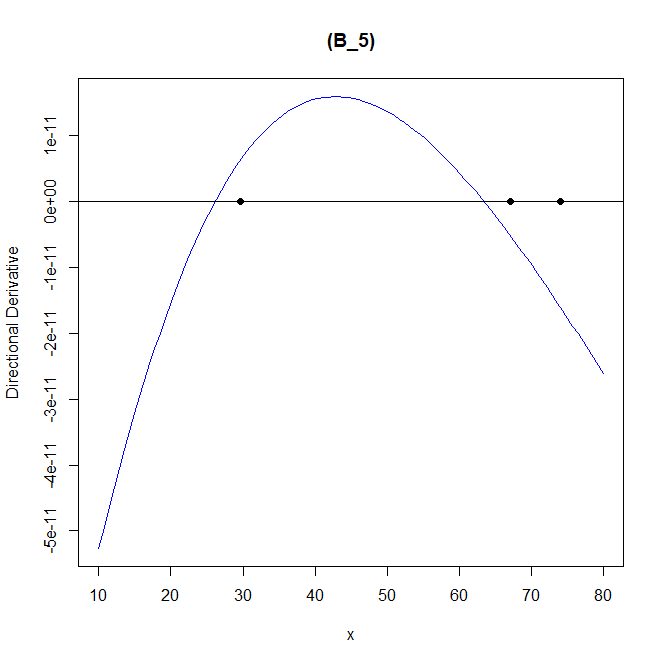 (B_5)
Directional Derivative
1e-11
0e+00
-1e-11
-2e-11
-3e-11
-4e-11
-5e-11
10 20 30 40 50 60 70 80
x